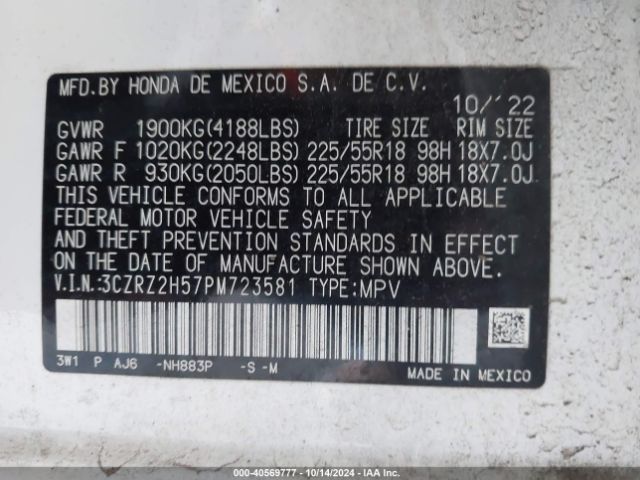 MFD.BY HONDA DE MEXICO S.A. DE C.V.
10/'22
GVWR 1900KG(4188LBS) TIRE SIZE RIM SIZE
GAWR F 1020KG(2248LBS) 225/55R18 98H 18X7.0J
GAWR R 930KG(2050LBS) 225/55R18 98H 18X7.0J
THIS VEHICLE CONFORMS TO ALL APPLICABLE
FEDERAL MOTOR VEHICLE SAFETY
AND THEFT PREVENTION STANDARDS IN EFFECT
ON THE DATE OF MANUFACTURE SHOWN ABOVE.
V.I.N.:3CZRZ2H57PM723581 TYPE:MPV
3W1 P AJ6 -NH883P -S -M
MADE IN MEXICO
000-40569777 - 10/14/2024 - IAAI.COM